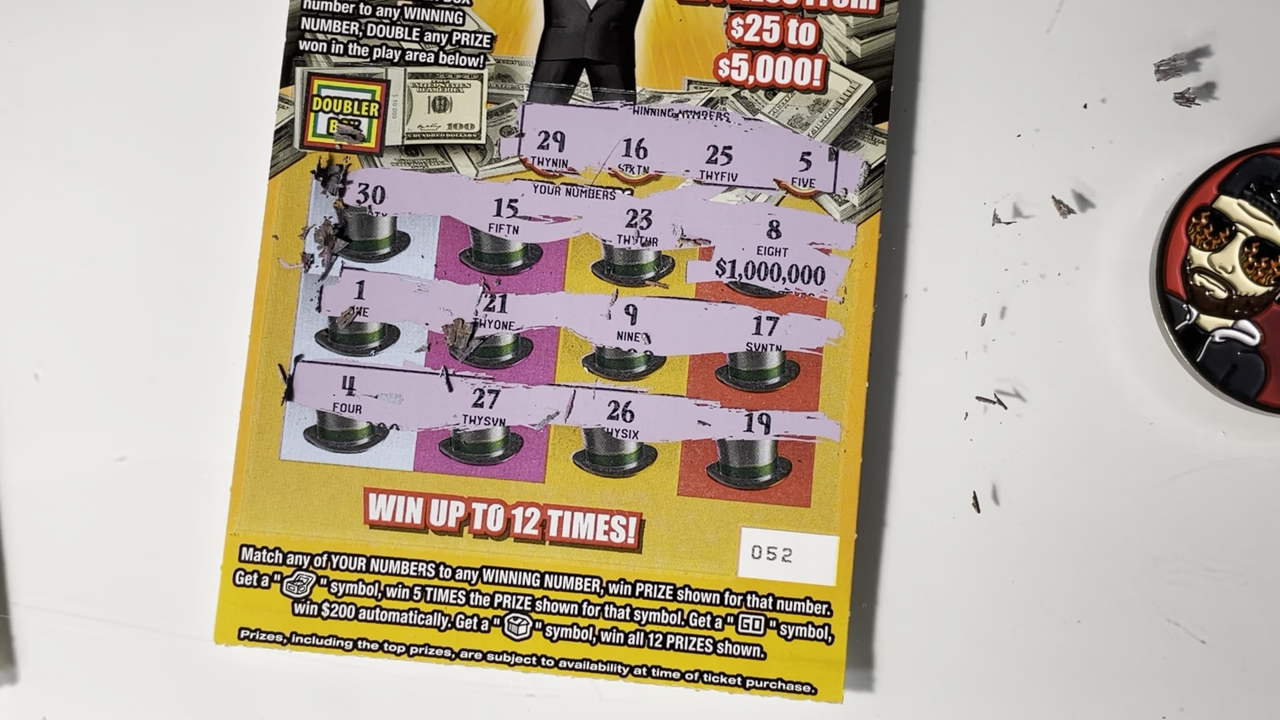 number to any WINNING
NUMBER, DOUBLE any PRIZE
won in the play area below!
$25 to
$5,000!
DOUBLER
100
WINNING NUMBERS
29 16 25 5
THYNIN SIXTN THYFIV FIVE
YOUR NUMBERS
30 15 23 8
FIFTN THYTHR EIGHT
$1,000,000
1 21 9 17
ONE THYONE NINE SVNTN
4 27 26 19
FOUR THYSVN THYSIX
WIN UP TO 12 TIMES!
052
Match any of YOUR NUMBERS to any WINNING NUMBER, win PRIZE shown for that number.
Get a " " symbol, win 5 TIMES the PRIZE shown for that symbol. Get a " GO " symbol,
win $200 automatically. Get a " " symbol, win all 12 PRIZES shown.
Prizes, including the top prizes, are subject to availability at time of ticket purchase.